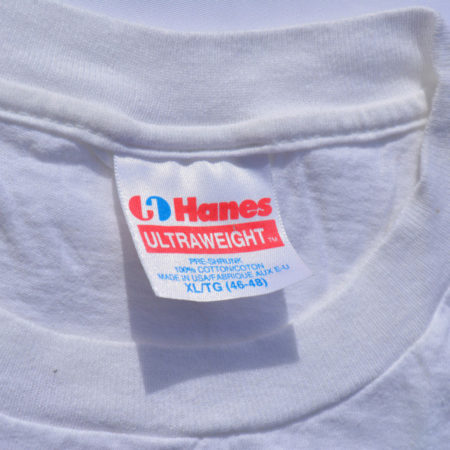 Hanes
ULTRAWEIGHT™
PRE-SHRUNK
100% COTTON/COTON
MADE IN USA/FABRIQUE AUX E-U
XL/TG (46-48)